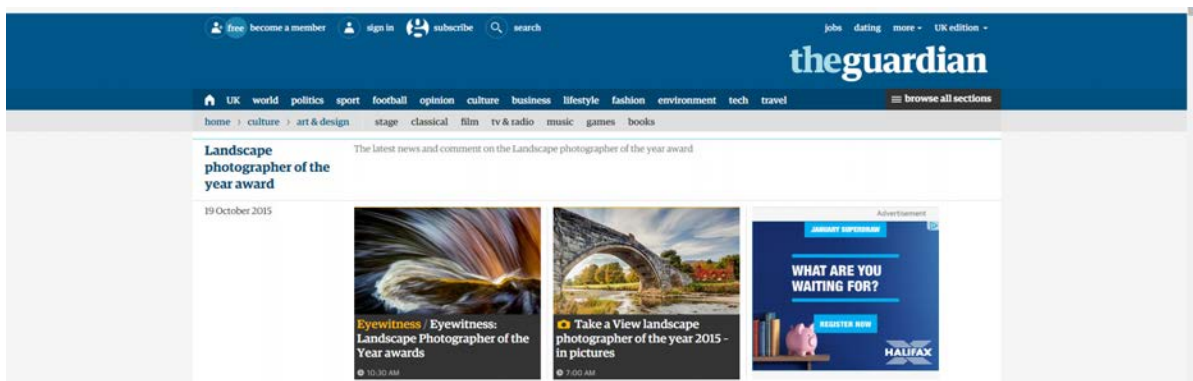 free become a member sign in subscribe search
jobs dating more UK edition
theguardian
UK world politics sport football opinion culture business lifestyle fashion environment tech travel
browse all sections
home › culture › art & design stage classical film tv & radio music games books
Landscape
photographer of the
year award
The latest news and comment on the Landscape photographer of the year award
19 October 2015
Eyewitness / Eyewitness:
Landscape Photographer of the
Year awards
10:30 AM
Take a View landscape
photographer of the year 2015 –
in pictures
7:00 AM
Advertisement
JANUARY SUPERDRAW
WHAT ARE YOU
WAITING FOR?
REGISTER NOW
HALIFAX